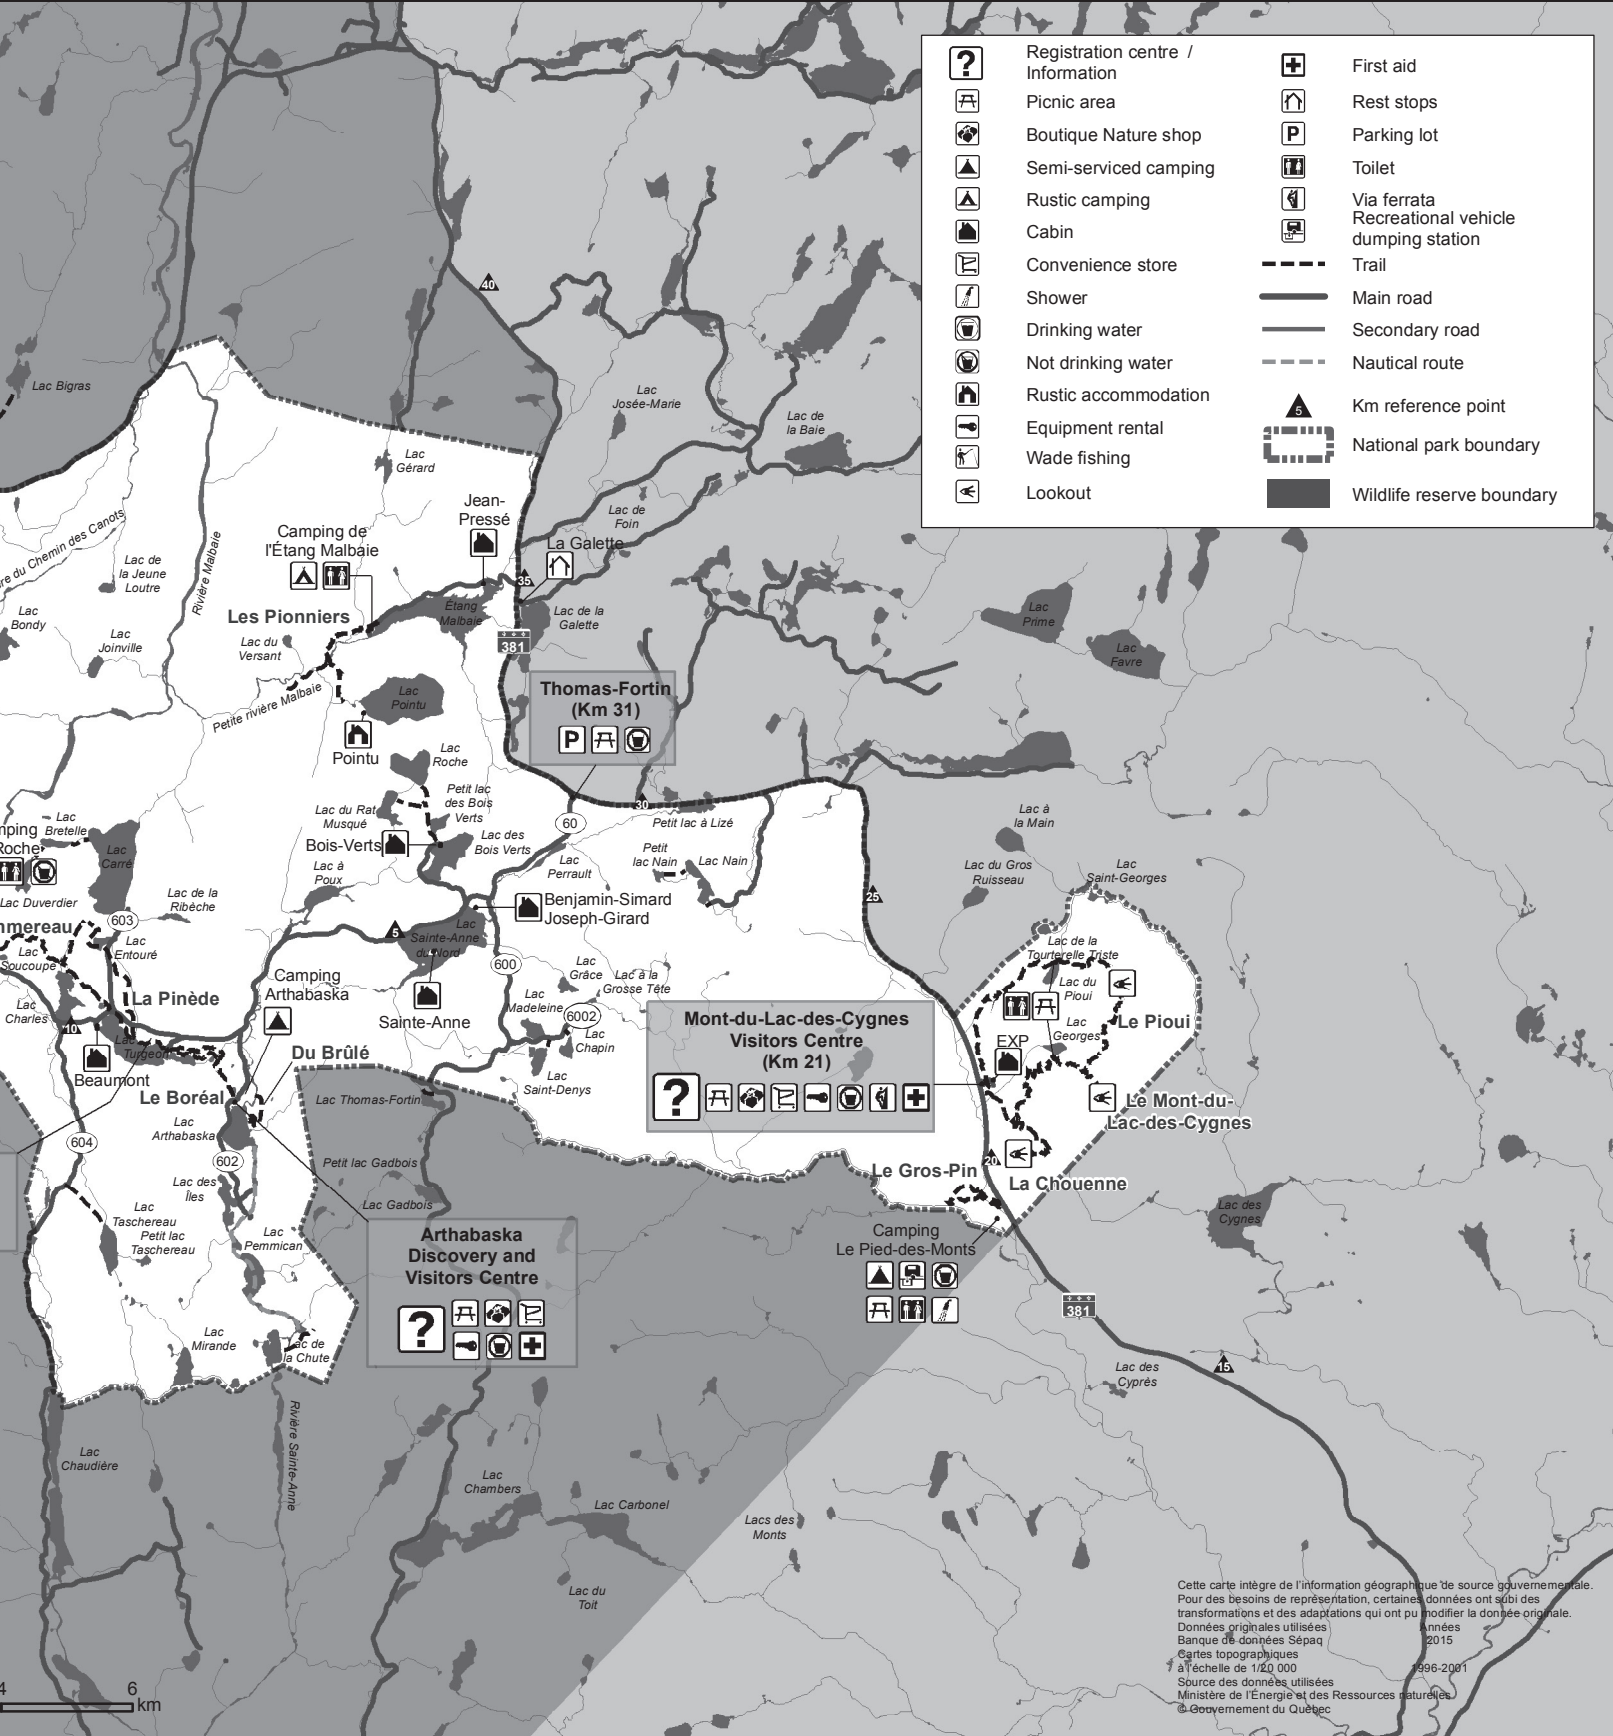 Registration centre /
Information
Picnic area
Boutique Nature shop
Semi-serviced camping
Rustic camping
Cabin
Convenience store
Shower
Drinking water
Not drinking water
Rustic accommodation
Equipment rental
Wade fishing
Lookout
First aid
Rest stops
P
Parking lot
Toilet
Via ferrata
Recreational vehicle
dumping station
Trail
Main road
Secondary road
Nautical route
5
Km reference point
National park boundary
Wildlife reserve boundary
40
Lac Bigras
Lac
Josée-Marie
Lac de
la Baie
Lac
Gérard
Jean-
Pressé
Lac de
Foin
La Galette
Camping de
l'Étang Malbaie
re du Chemin des Canots
Rivière Malbaie
Lac de
la Jeune
Loutre
35
Étang
Malbaie
Lac de la
Galette
Les Pionniers
Lac
Bondy
Lac
Joinville
Lac du
Versant
381
Lac
Prime
Lac
Favre
Petite rivière Malbaie
Lac
Pointu
Pointu
Thomas-Fortin
(Km 31)
P
Lac
Roche
Petit lac
des Bois
Verts
Lac du Rat
Musqué
30
60
Petit lac à Lizé
Lac à
la Main
mping
Roche
Lac
Bretelle
Lac
Carré
Bois-Verts
Lac des
Bois Verts
Lac
Perrault
Petit
lac Nain
Lac Nain
Lac à
Poux
25
Lac du Gros
Ruisseau
Lac
Saint-Georges
Lac Duverdier
Lac de la
Ribèche
Benjamin-Simard
Joseph-Girard
603
mmereau
Lac
Soucoupe
Lac
Entouré
5
Lac
Sainte-Anne
du Nord
600
Lac de la
Tourterelle Triste
Lac du
Pioui
Camping
Arthabaska
Lac
Grâce
Lac à la
Grosse Tête
Lac
Charles
La Pinède
Sainte-Anne
Lac
Madeleine
6002
Lac
Chapin
Mont-du-Lac-des-Cygnes
Visitors Centre
(Km 21)
?
Lac
Georges
Le Pioui
EXP
10
Lac
Turgeon
Beaumont
Du Brûlé
Lac
Saint-Denys
Le Boréal
Lac Thomas-Fortin
Le Mont-du-
Lac-des-Cygnes
Lac
Arthabaska
604
602
Petit lac Gadbois
Le Gros-Pin
20
La Chouenne
Lac des
Îles
Lac Gadbois
Lac
Taschereau
Petit lac
Taschereau
Lac
Pemmican
Arthabaska
Discovery and
Visitors Centre
?
Camping
Le Pied-des-Monts
Lac des
Cygnes
381
Lac
Mirande
Lac de
la Chute
Lac des
Cyprès
15
Lac
Chaudière
Rivière Sainte-Anne
Lac
Chambers
Lac Carbonel
Lacs des
Monts
Lac du
Toit
4
6
km
Cette carte intègre de l'information géographique de source gouvernementale.
Pour des besoins de représentation, certaines données ont subi des
transformations et des adaptations qui ont pu modifier la donnée originale.
Données originales utilisées Années
Banque de données Sépaq 2015
Cartes topographiques
à l'échelle de 1/20 000 1996-2001
Source des données utilisées
Ministère de l'Énergie et des Ressources naturelles
© Gouvernement du Québec